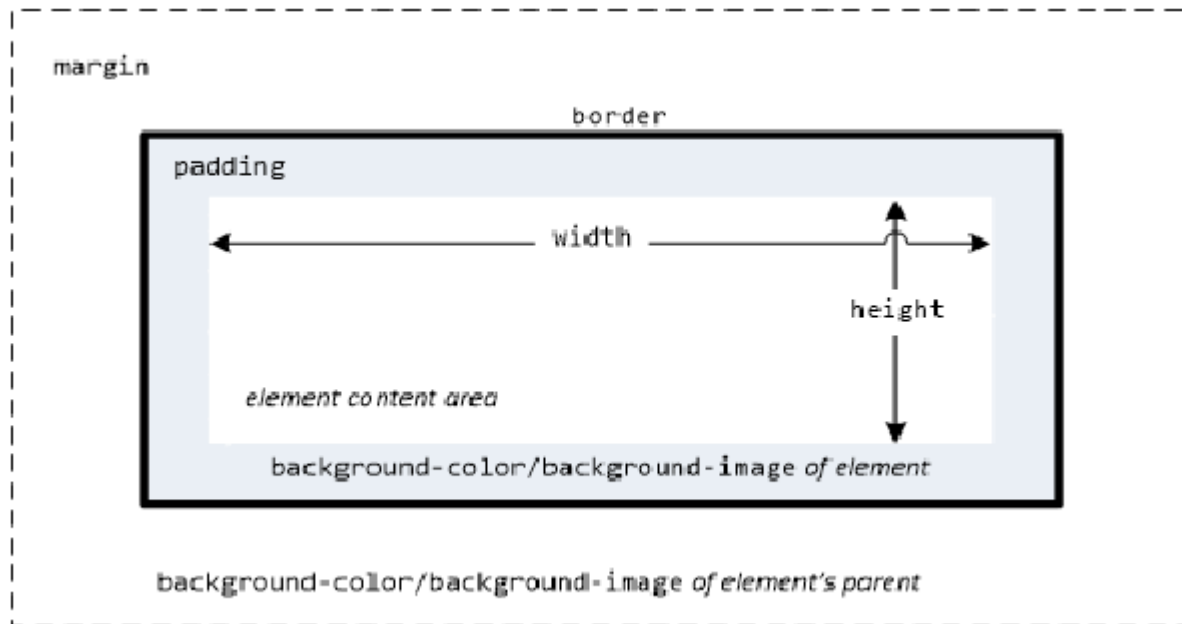 margin
border
padding
width
height
element content area
background-color/background-image of element
background-color/background-image of element's parent